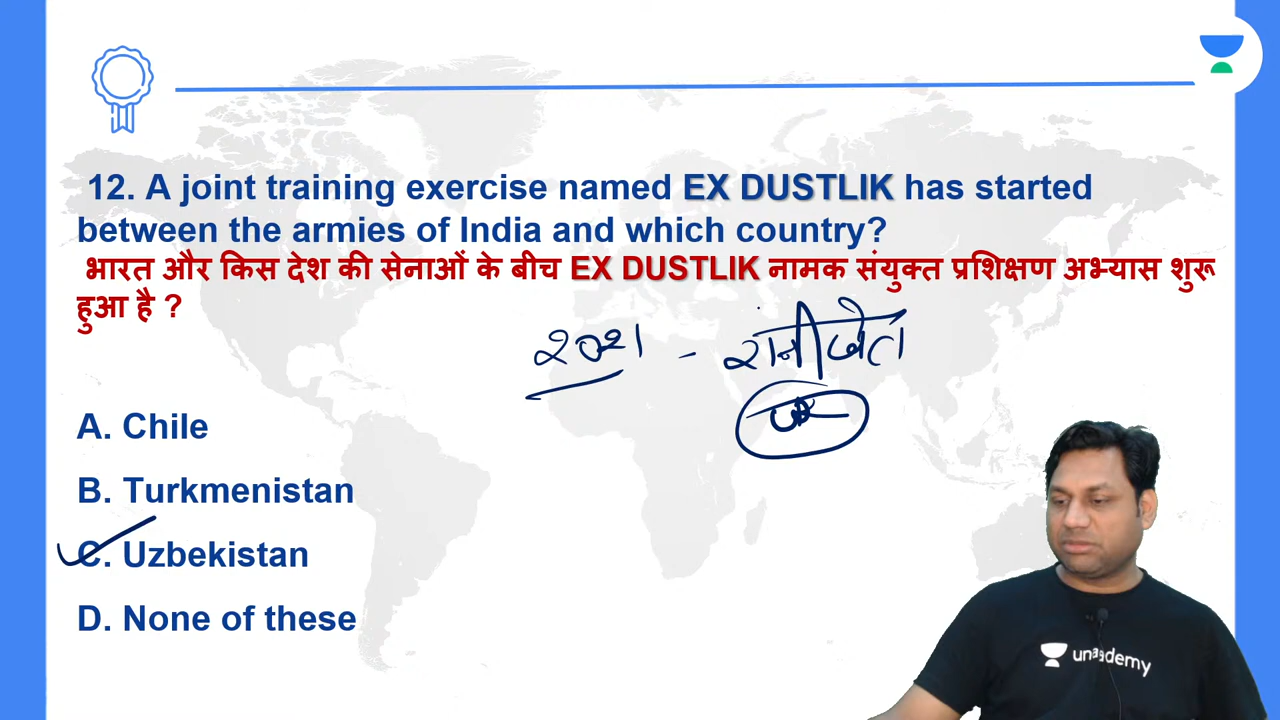 12. A joint training exercise named EX DUSTLIK has started
between the armies of India and which country?
भारत और किस देश की सेनाओं के बीच EX DUSTLIK नामक संयुक्त प्रशिक्षण अभ्यास शुरू
हुआ है ?
2021 - रानीखेत
A. Chile
B. Turkmenistan
C. Uzbekistan
D. None of these
unacademy